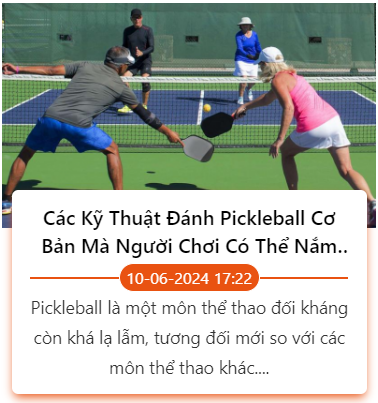 Các Kỹ Thuật Đánh Pickleball Cơ
Bản Mà Người Chơi Có Thể Nắm..
10-06-2024 17:22
Pickleball là một môn thể thao đối kháng
còn khá lạ lẫm, tương đối mới so với các
môn thể thao khác....